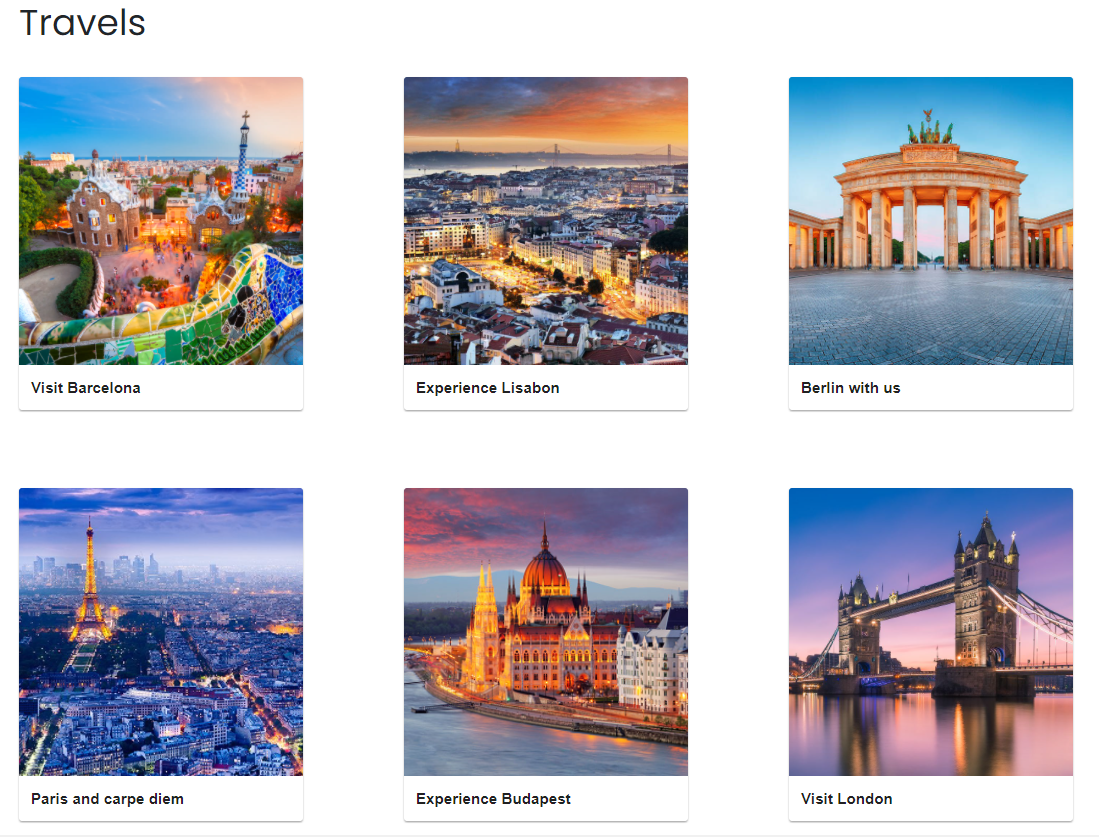 Travels
Visit Barcelona
Experience Lisabon
Berlin with us
Paris and carpe diem
Experience Budapest
Visit London